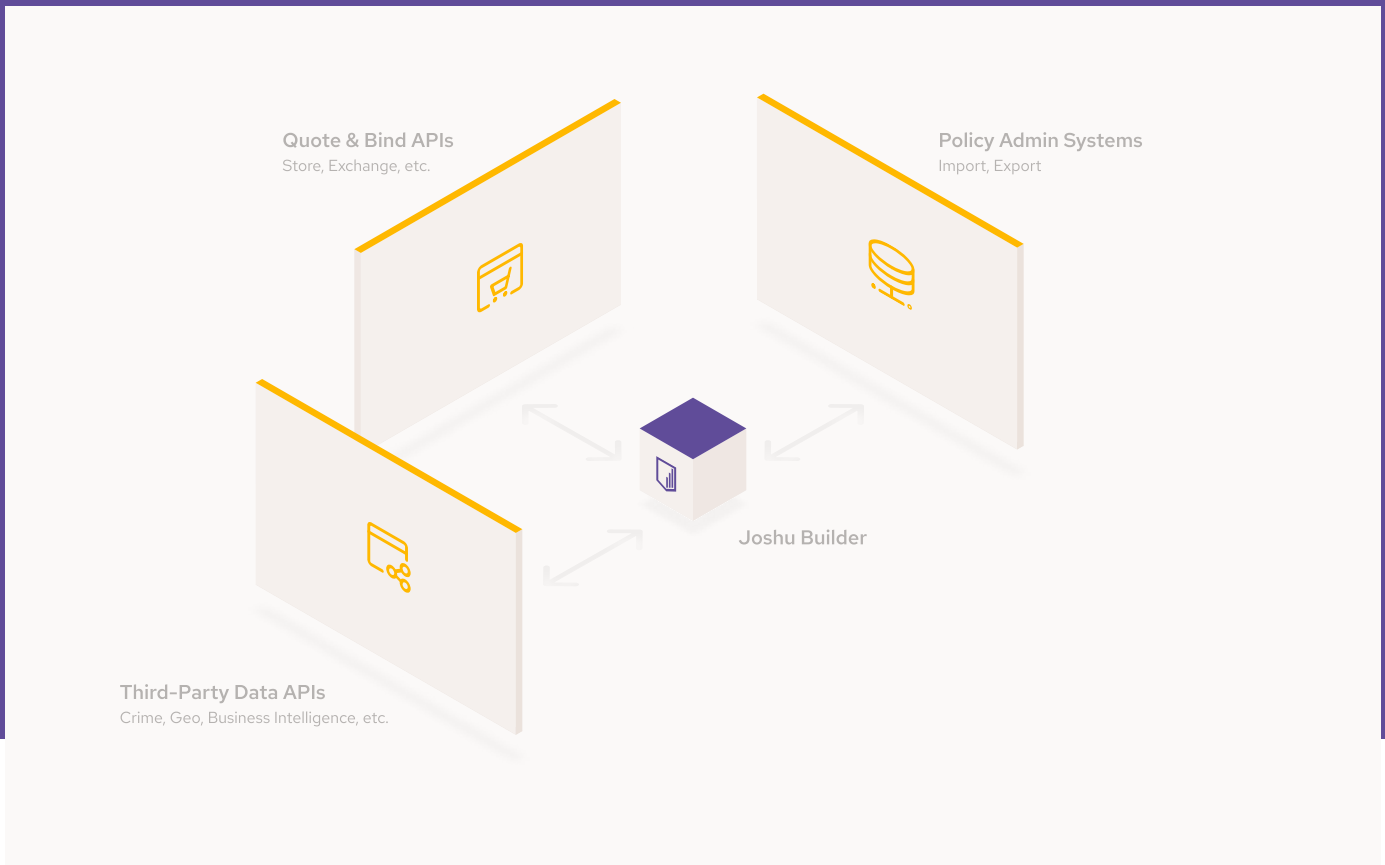 Quote & Bind APIs
Store, Exchange, etc.
Policy Admin Systems
Import, Export
Joshu Builder
Third-Party Data APIs
Crime, Geo, Business Intelligence, etc.